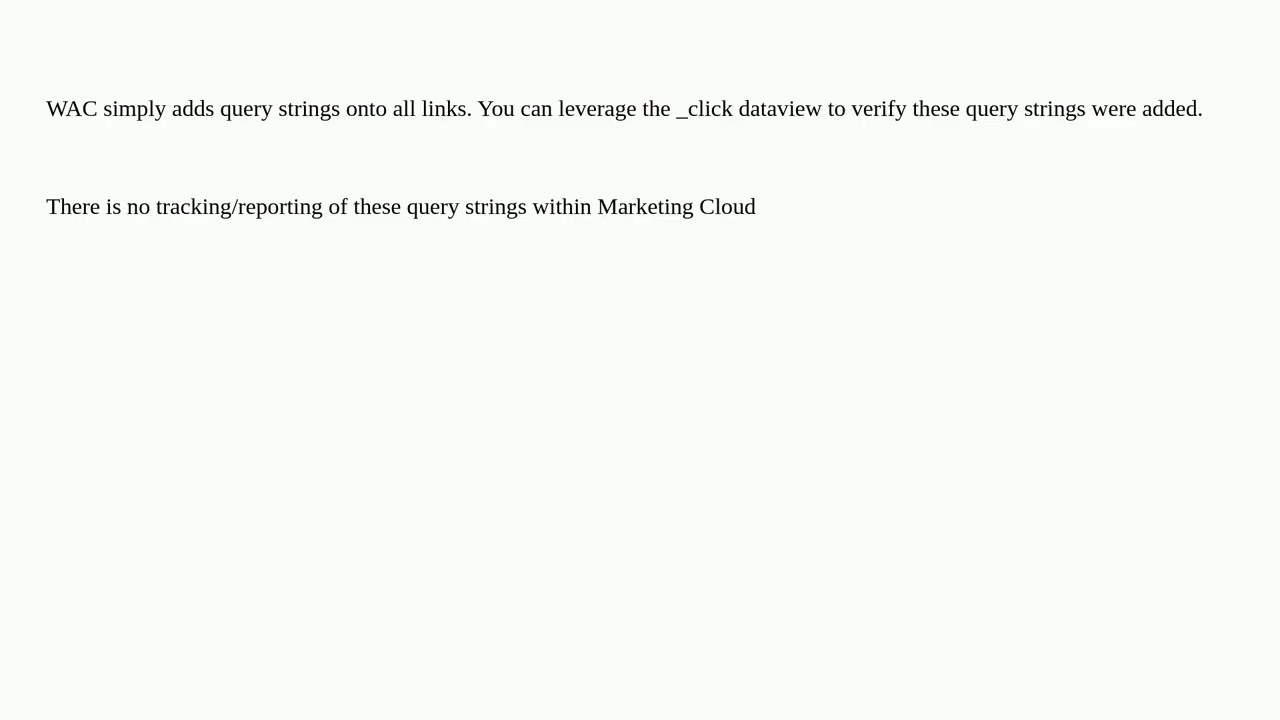 WAC simply adds query strings onto all links. You can leverage the _click dataview to verify these query strings were added.
There is no tracking/reporting of these query strings within Marketing Cloud